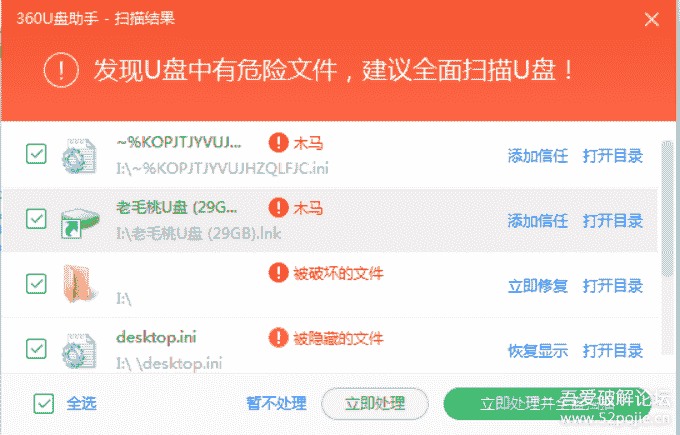 360U盘助手 - 扫描结果
发现U盘中有危险文件，建议全面扫描U盘！
~%KOPJTJYVUJ... 木马
I:\~%KOPJTJYVUJHZQLFJC.ini 添加信任 打开目录
老毛桃U盘 (29G... 木马
I:\老毛桃U盘 (29GB).lnk 添加信任 打开目录
被破坏的文件
I:\ 立即修复 打开目录
desktop.ini 被隐藏的文件
I:\ \desktop.ini 恢复显示 打开目录
全选 暂不处理 立即处理 立即处理并全盘扫描
吾爱破解论坛
www.52pojie.cn